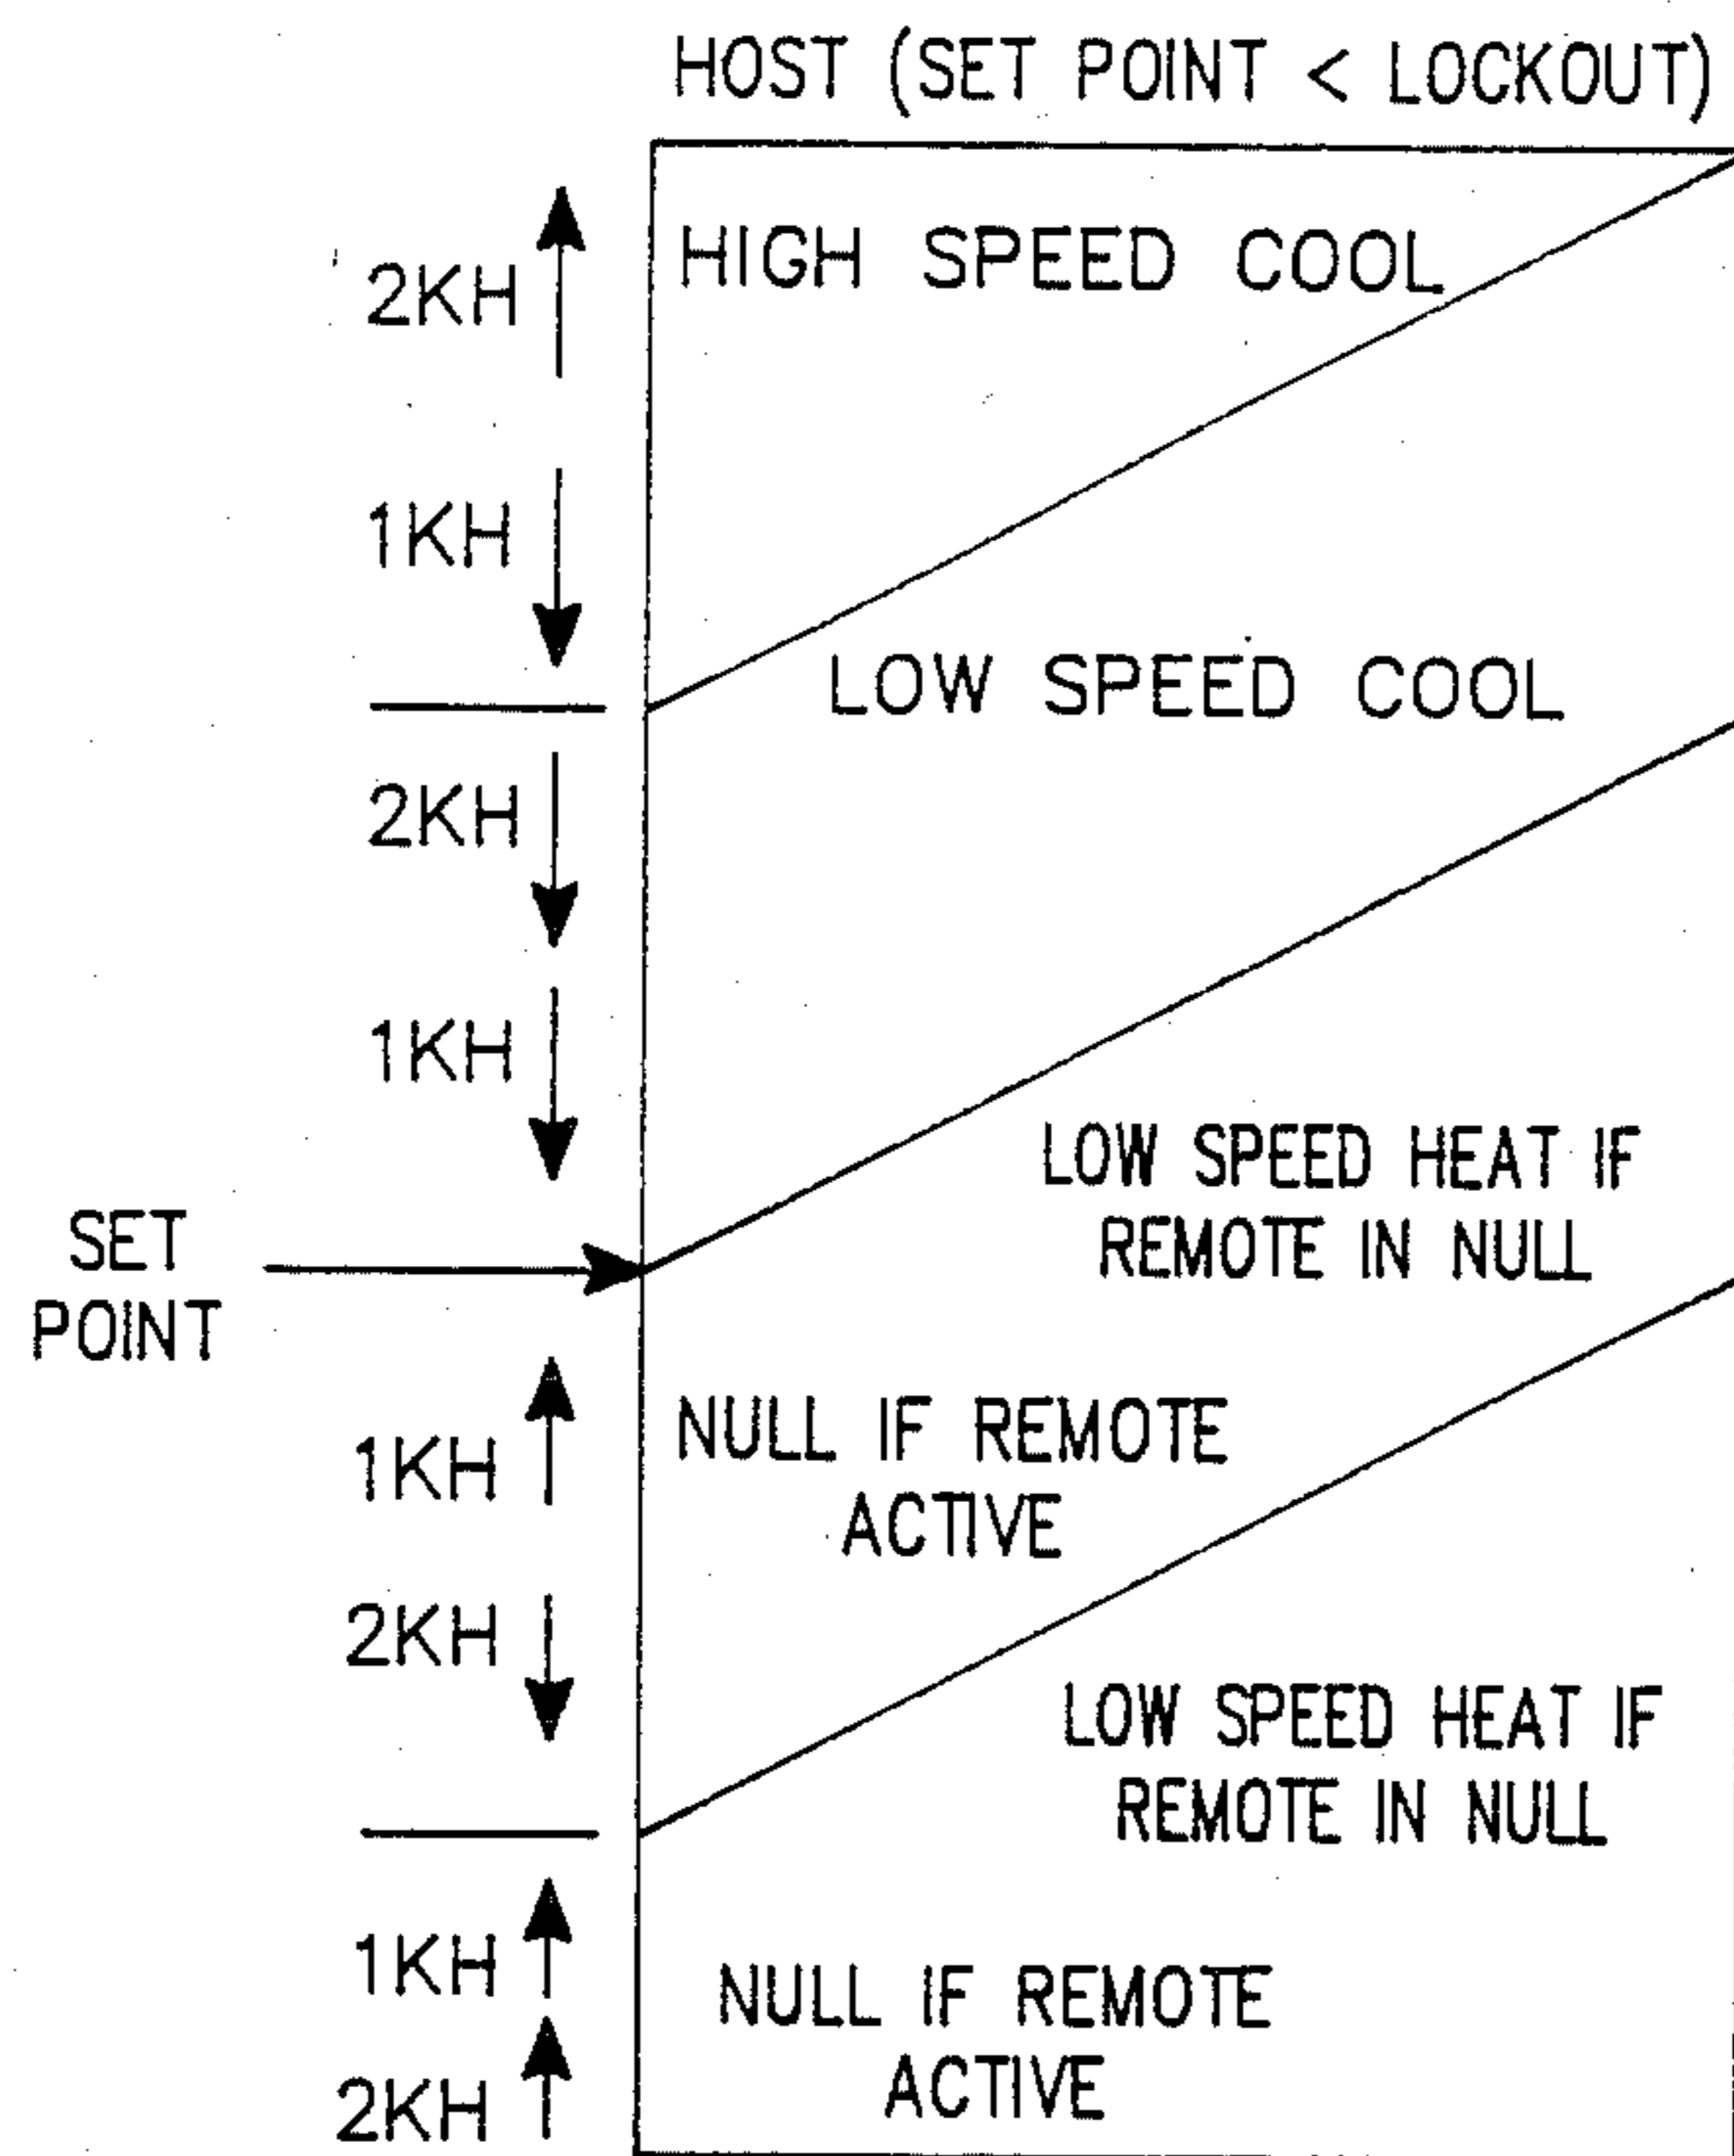 HOST (SET POINT < LOCKOUT)
HIGH SPEED COOL
2KH
1KH
LOW SPEED COOL
2KH
1KH
LOW SPEED HEAT IF
REMOTE IN NULL
SET
POINT
NULL IF REMOTE
ACTIVE
1KH
2KH
LOW SPEED HEAT IF
REMOTE IN NULL
1KH
NULL IF REMOTE
ACTIVE
2KH